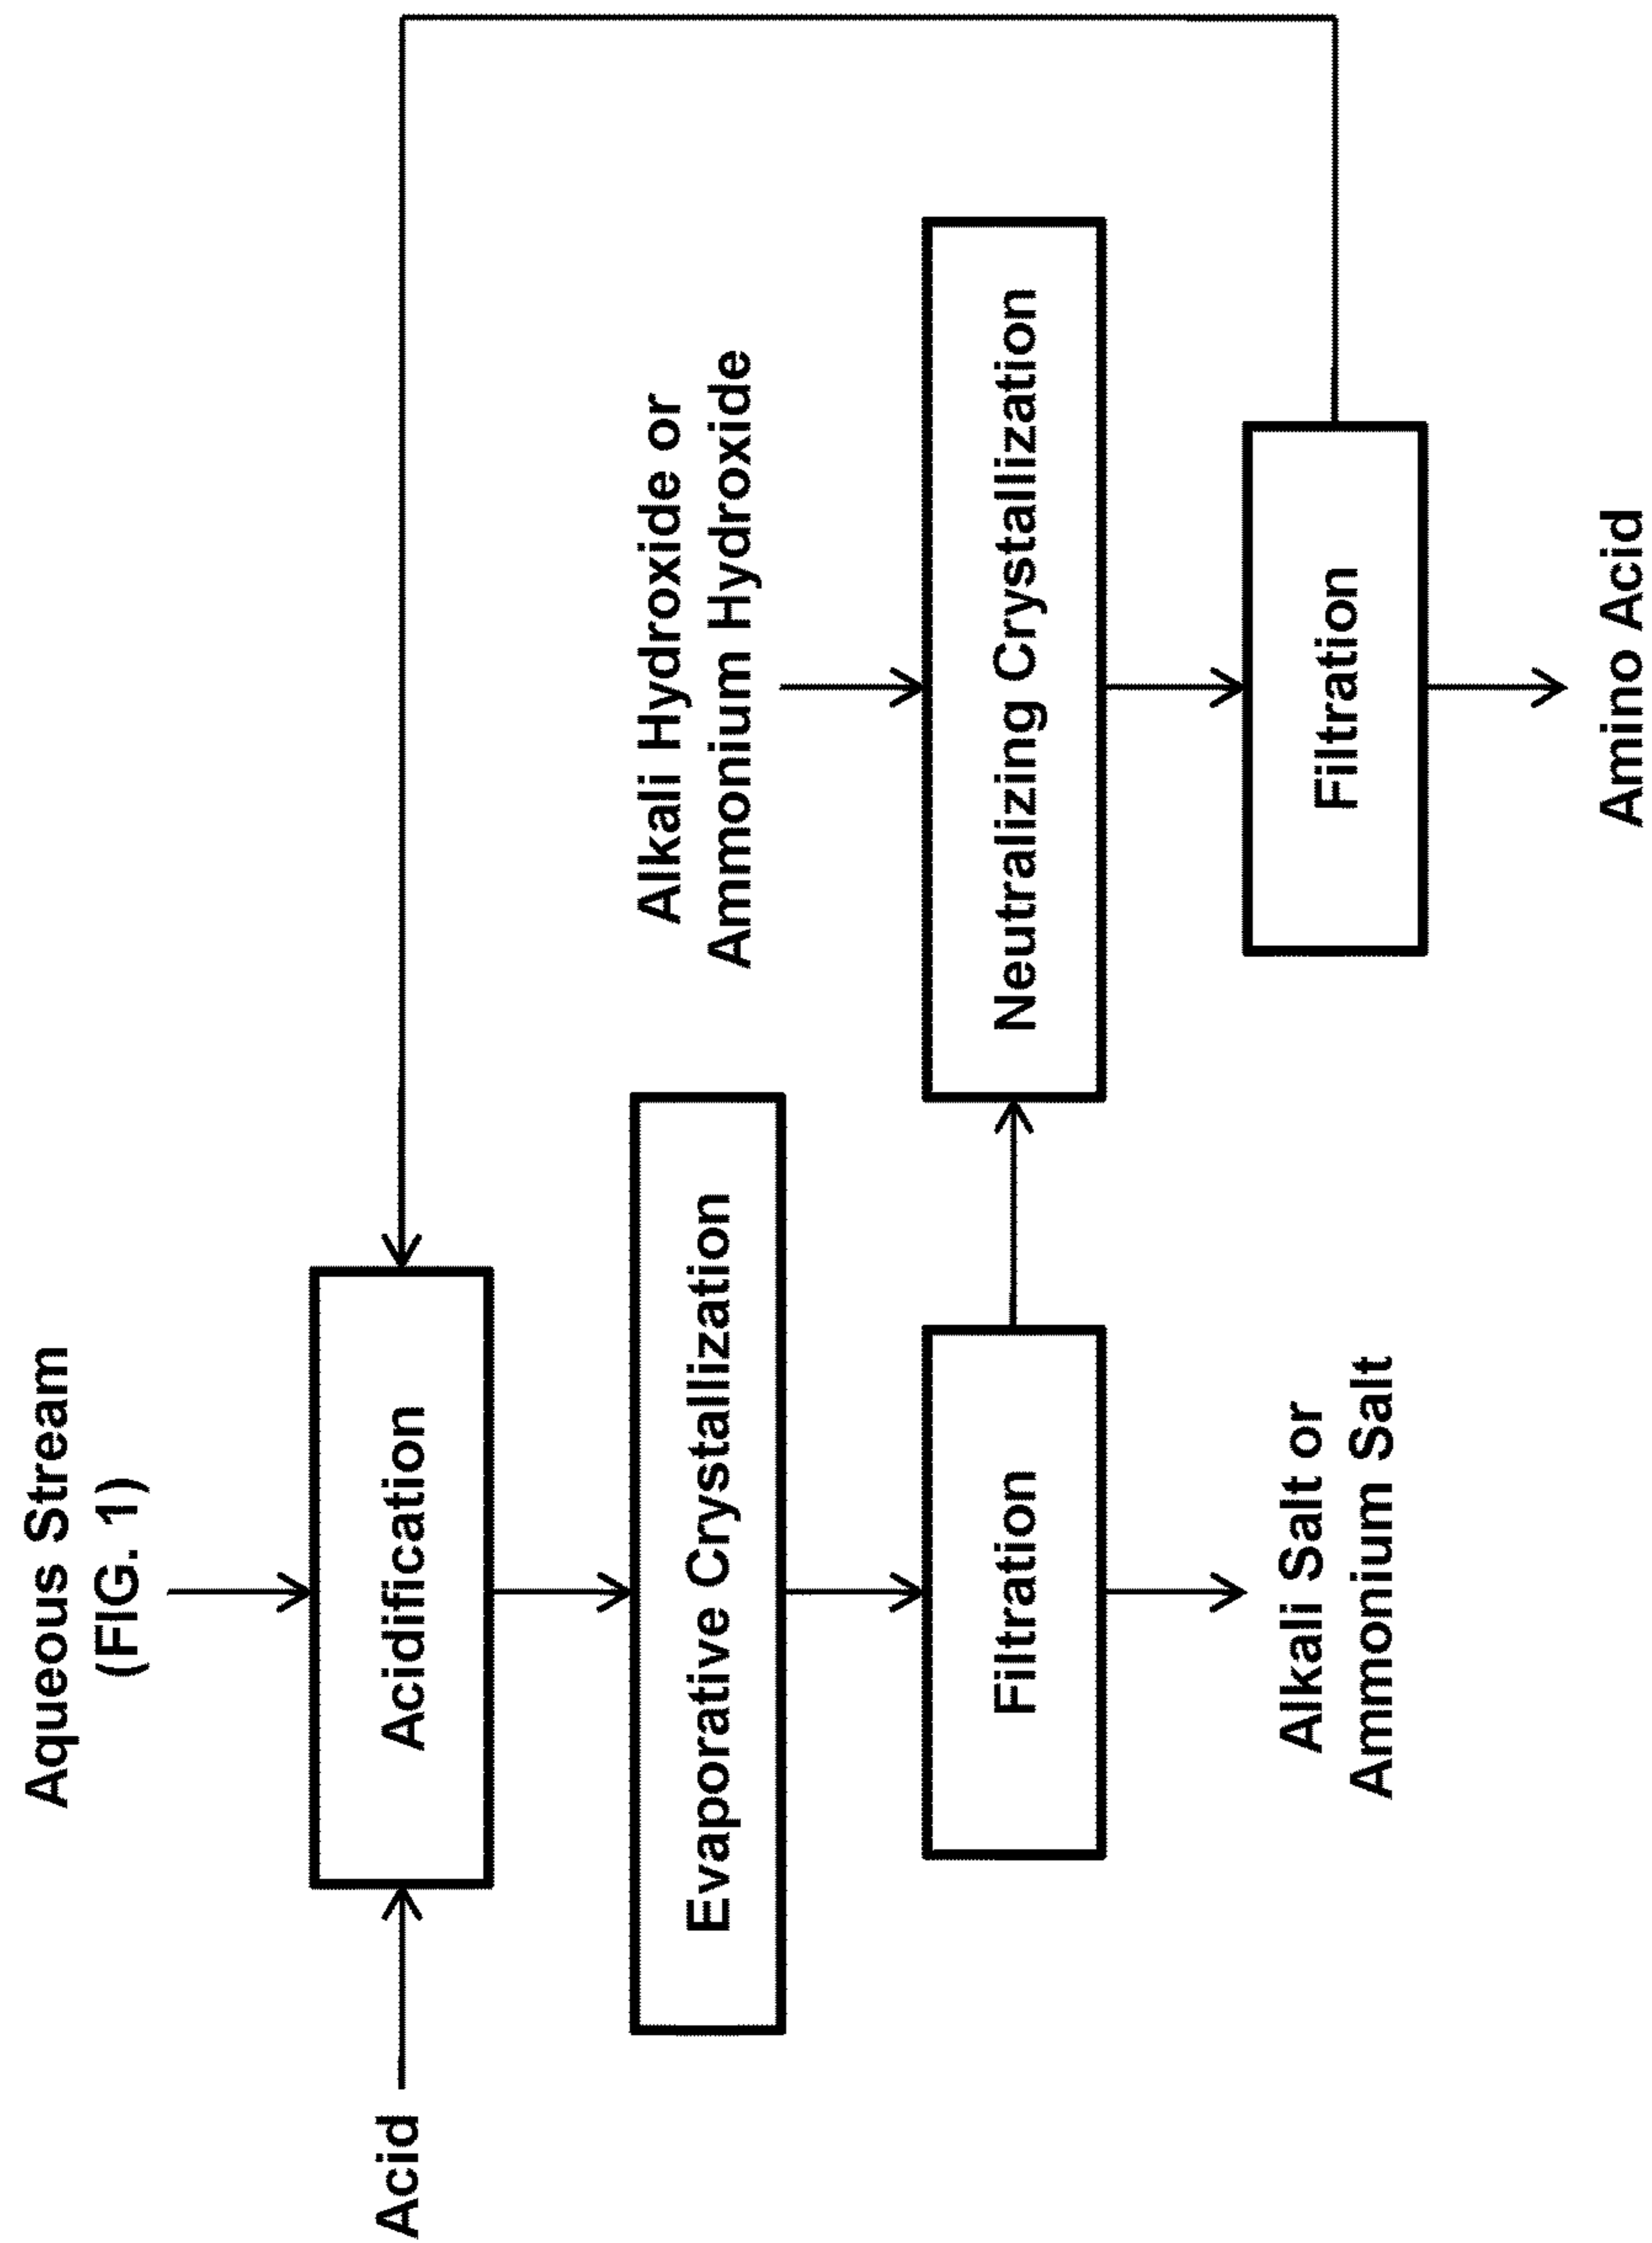 Aqueous Stream
(FIG. 1)
Acid
Acidification
Evaporative Crystallization
Alkali Hydroxide or
Ammonium Hydroxide
Filtration
Neutralizing Crystallization
Alkali Salt or
Ammonium Salt
Filtration
Amino Acid